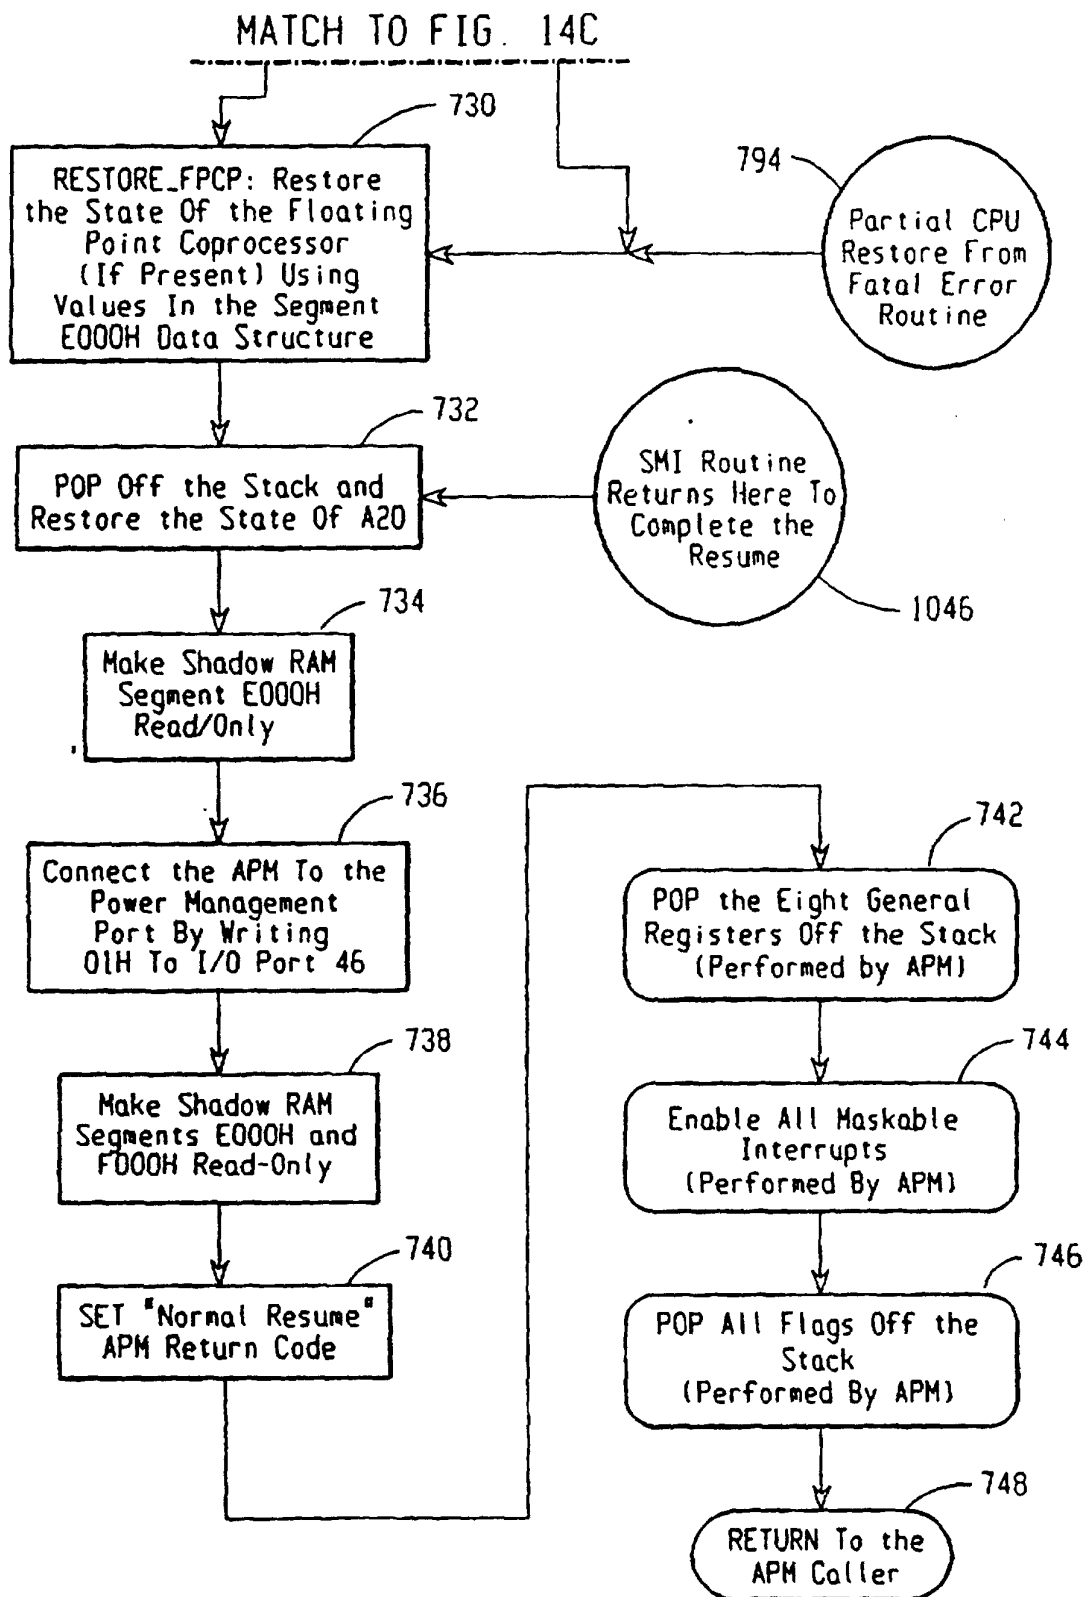 MATCH TO FIG. 14C
730
RESTORE_FPCP: Restore
the State Of the Floating
Point Coprocessor
(If Present) Using
Values In the Segment
E000H Data Structure
794
Partial CPU
Restore From
Fatal Error
Routine
732
POP Off the Stack and
Restore the State Of A20
SMI Routine
Returns Here To
Complete the
Resume
1046
734
Make Shadow RAM
Segment E000H
Read/Only
736
Connect the APM To the
Power Management
Port By Writing
01H To I/O Port 46
738
Make Shadow RAM
Segments E000H and
F000H Read-Only
740
SET "Normal Resume"
APM Return Code
742
POP the Eight General
Registers Off the Stack
(Performed by APM)
744
Enable All Maskable
Interrupts
(Performed By APM)
746
POP All Flags Off the
Stack
(Performed By APM)
748
RETURN To the
APM Caller